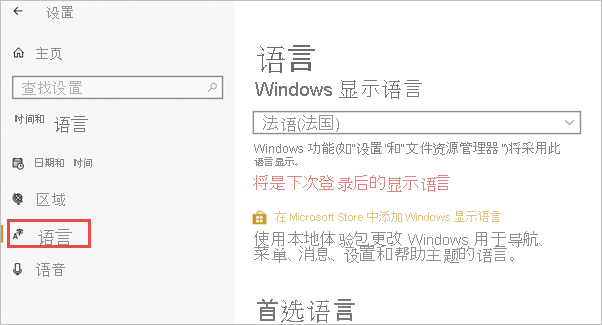 设置
主页
查找设置
时间和 语言
日期和 时间
区域
语言
语音
语言
Windows 显示语言
法语(法国)
Windows 功能(如"设置"和"文件资源管理器")将采用此
语言显示。
将是下次登录后的显示语言
在 Microsoft Store 中添加 Windows 显示语言
使用本地体验包更改 Windows 用于导航、
菜单、消息、设置和帮助主题的语言。
首选语言